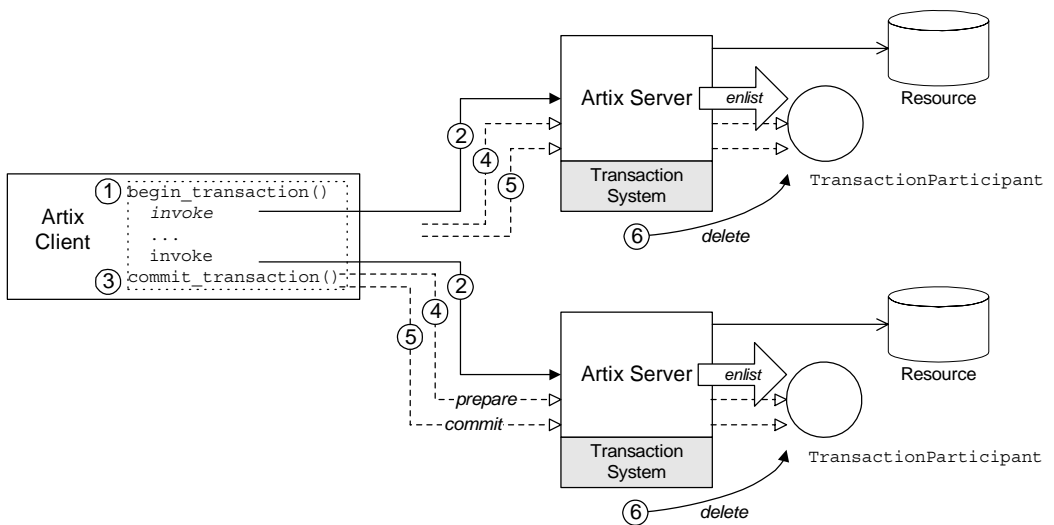 Artix Server
enlist
Resource
2
4
5
Transaction
System
TransactionParticipant
6
delete
Artix
Client
1
begin_transaction()
invoke
...
invoke
3
commit_transaction()
2
4
5
Artix Server
enlist
Resource
prepare
commit
Transaction
System
TransactionParticipant
6
delete